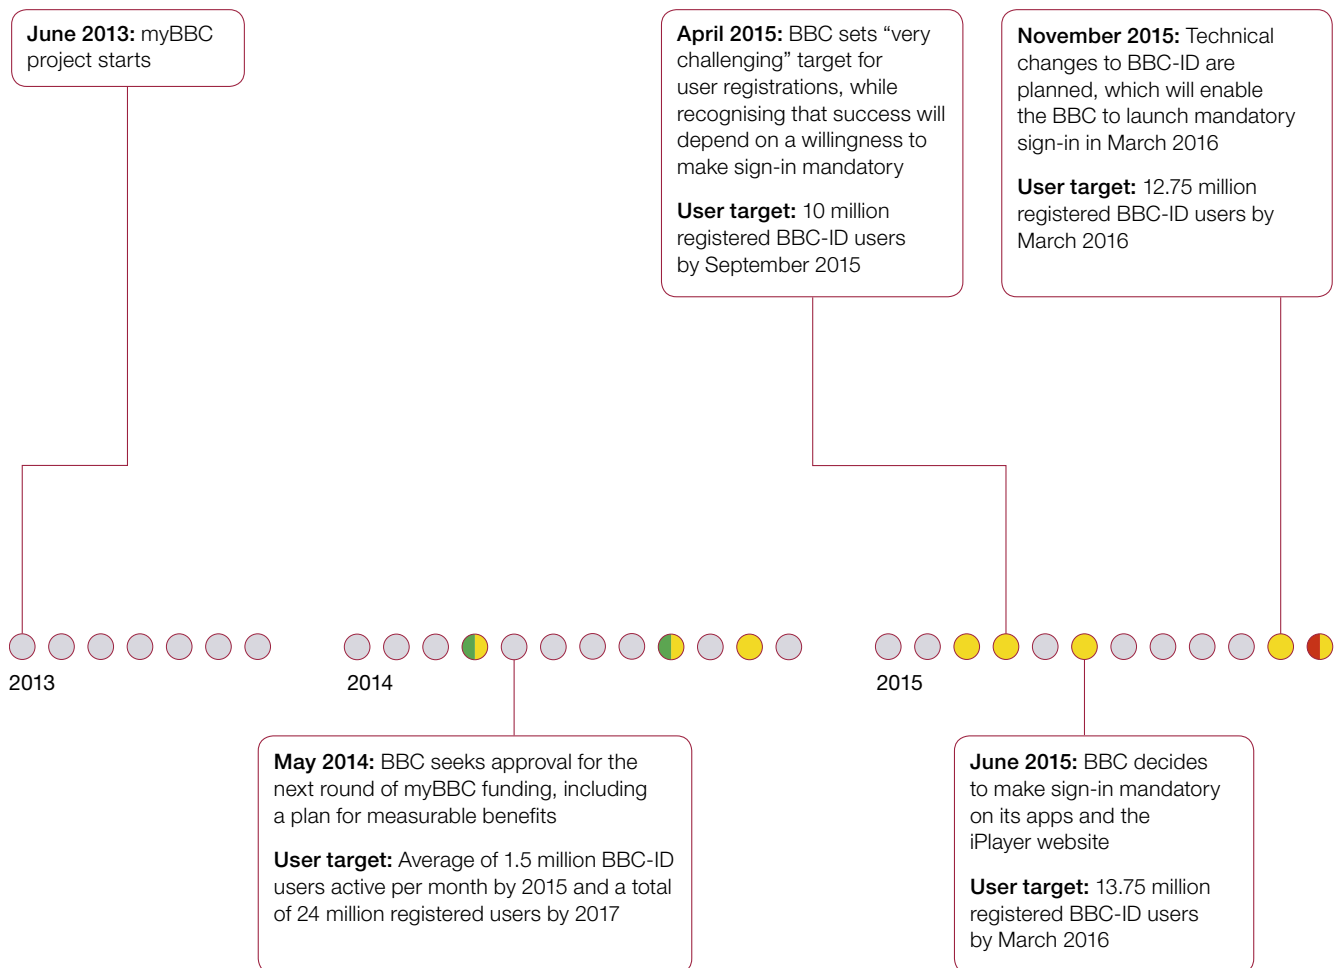 June 2013: myBBC
project starts
April 2015: BBC sets “very
challenging” target for
user registrations, while
recognising that success will
depend on a willingness to
make sign-in mandatory
User target: 10 million
registered BBC-ID users
by September 2015
November 2015: Technical
changes to BBC-ID are
planned, which will enable
the BBC to launch mandatory
sign-in in March 2016
User target: 12.75 million
registered BBC-ID users by
March 2016
2013
2014
2015
May 2014: BBC seeks approval for the
next round of myBBC funding, including
a plan for measurable benefits
User target: Average of 1.5 million BBC-ID
users active per month by 2015 and a total
of 24 million registered users by 2017
June 2015: BBC decides
to make sign-in mandatory
on its apps and the
iPlayer website
User target: 13.75 million
registered BBC-ID users
by March 2016